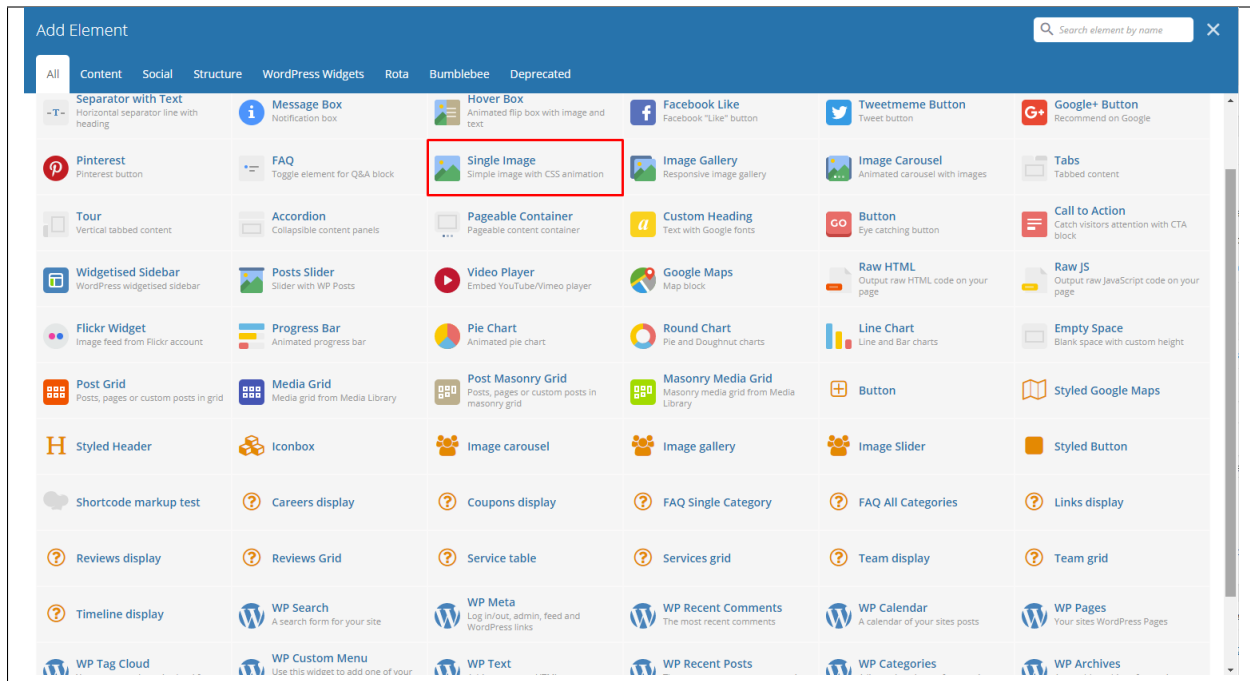 Add Element
Search element by name
All Content Social Structure WordPress Widgets Rota Bumblebee Deprecated
Separator with Text
Horizontal separator line with
heading
Message Box
Notification box
Hover Box
Animated flip box with image and
text
Facebook Like
Facebook "Like" button
Tweetmeme Button
Tweet button
Google+ Button
Recommend on Google
Pinterest
Pinterest button
FAQ
Toggle element for Q&A block
Single Image
Simple image with CSS animation
Image Gallery
Responsive image gallery
Image Carousel
Animated carousel with images
Tabs
Tabbed content
Tour
Vertical tabbed content
Accordion
Collapsible content panels
Pageable Container
Pageable content container
Custom Heading
Text with Google fonts
GO
Button
Eye catching button
Call to Action
Catch visitors attention with CTA
block
Widgetised Sidebar
WordPress widgetised sidebar
Posts Slider
Slider with WP Posts
Video Player
Embed YouTube/Vimeo player
Google Maps
Map block
Raw HTML
Output raw HTML code on your
page
Raw JS
Output raw JavaScript code on your
page
Flickr Widget
Image feed from Flickr account
Progress Bar
Animated progress bar
Pie Chart
Animated pie chart
Round Chart
Pie and Doughnut charts
Line Chart
Line and Bar charts
Empty Space
Blank space with custom height
Post Grid
Posts, pages or custom posts in grid
Media Grid
Media grid from Media Library
Post Masonry Grid
Posts, pages or custom posts in
masonry grid
Masonry Media Grid
Masonry media grid from Media
Library
Button
Styled Google Maps
Styled Header
Iconbox
Image carousel
Image gallery
Image Slider
Styled Button
Shortcode markup test
Careers display
Coupons display
FAQ Single Category
FAQ All Categories
Links display
Reviews display
Reviews Grid
Service table
Services grid
Team display
Team grid
Timeline display
WP Search
A search form for your site
WP Meta
Log in/out, admin, feed and
WordPress links
WP Recent Comments
The most recent comments
WP Calendar
A calendar of your sites posts
WP Pages
Your sites WordPress Pages
WP Tag Cloud
WP Custom Menu
Use this widget to add one of your
WP Text
WP Recent Posts
WP Categories
WP Archives